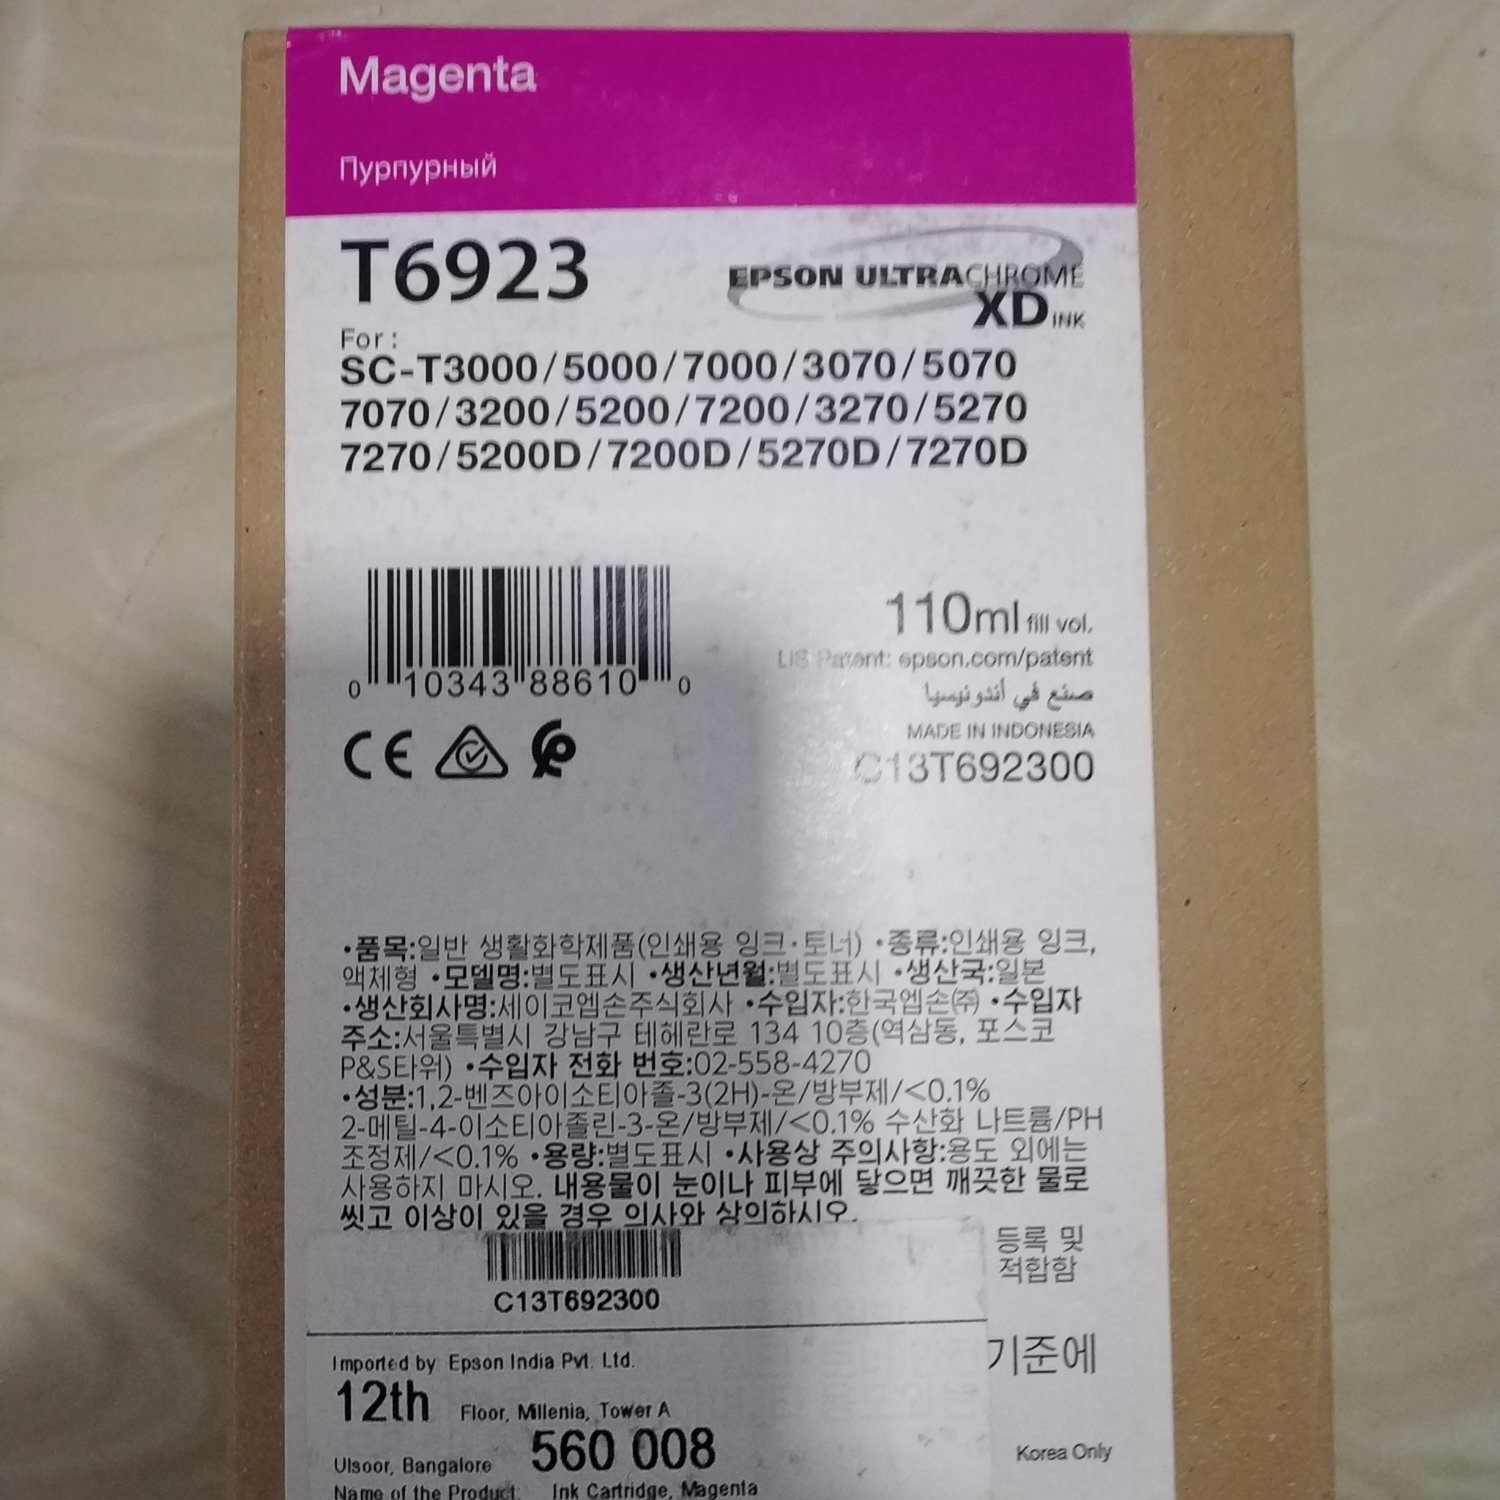 Magenta
Пурпурный
T6923
EPSON ULTRACHROME
XD INK
For:
SC-T3000/5000/7000/3070/5070
7070/3200/5200/7200/3270/5270
7270/5200D/7200D/5270D/7270D
0 10343 88610 0
110ml fill vol.
US Patent: epson.com/patent
صنع في أندونيسيا
MADE IN INDONESIA
C13T692300
CE
•품목:일반 생활화학제품(인쇄용 잉크·토너) •종류:인쇄용 잉크,
액체형 •모델명:별도표시 •생산년월:별도표시 •생산국:일본
•생산회사명:세이코엡손주식회사 •수입자:한국엡손㈜ •수입자
주소:서울특별시 강남구 테헤란로 134 10층(역삼동, 포스코
P&S타워) •수입자 전화 번호:02-558-4270
•성분:1,2-벤즈아이소티아졸-3(2H)-온/방부제/<0.1%
2-메틸-4-이소티아졸린-3-온/방부제/<0.1% 수산화 나트륨/PH
조정제/<0.1% •용량:별도표시 •사용상 주의사항:용도 외에는
사용하지 마시오. 내용물이 눈이나 피부에 닿으면 깨끗한 물로
씻고 이상이 있을 경우 의사와 상의하시오.
등록 및
적합함
C13T692300
기준에
Imported by Epson India Pvt. Ltd.
12th Floor, Millenia, Tower A
Ulsoor, Bangalore 560 008
Korea Only
Name of the Product: Ink Cartridge, Magenta